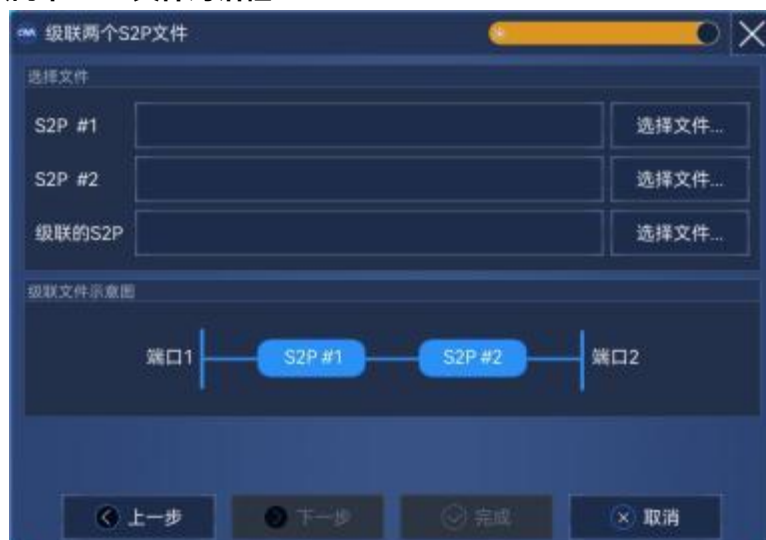 级联两个S2P文件
选择文件
S2P #1 选择文件...
S2P #2 选择文件...
级联的S2P 选择文件...
级联文件示意图
端口1 S2P #1 S2P #2 端口2
上一步 下一步 完成 取消